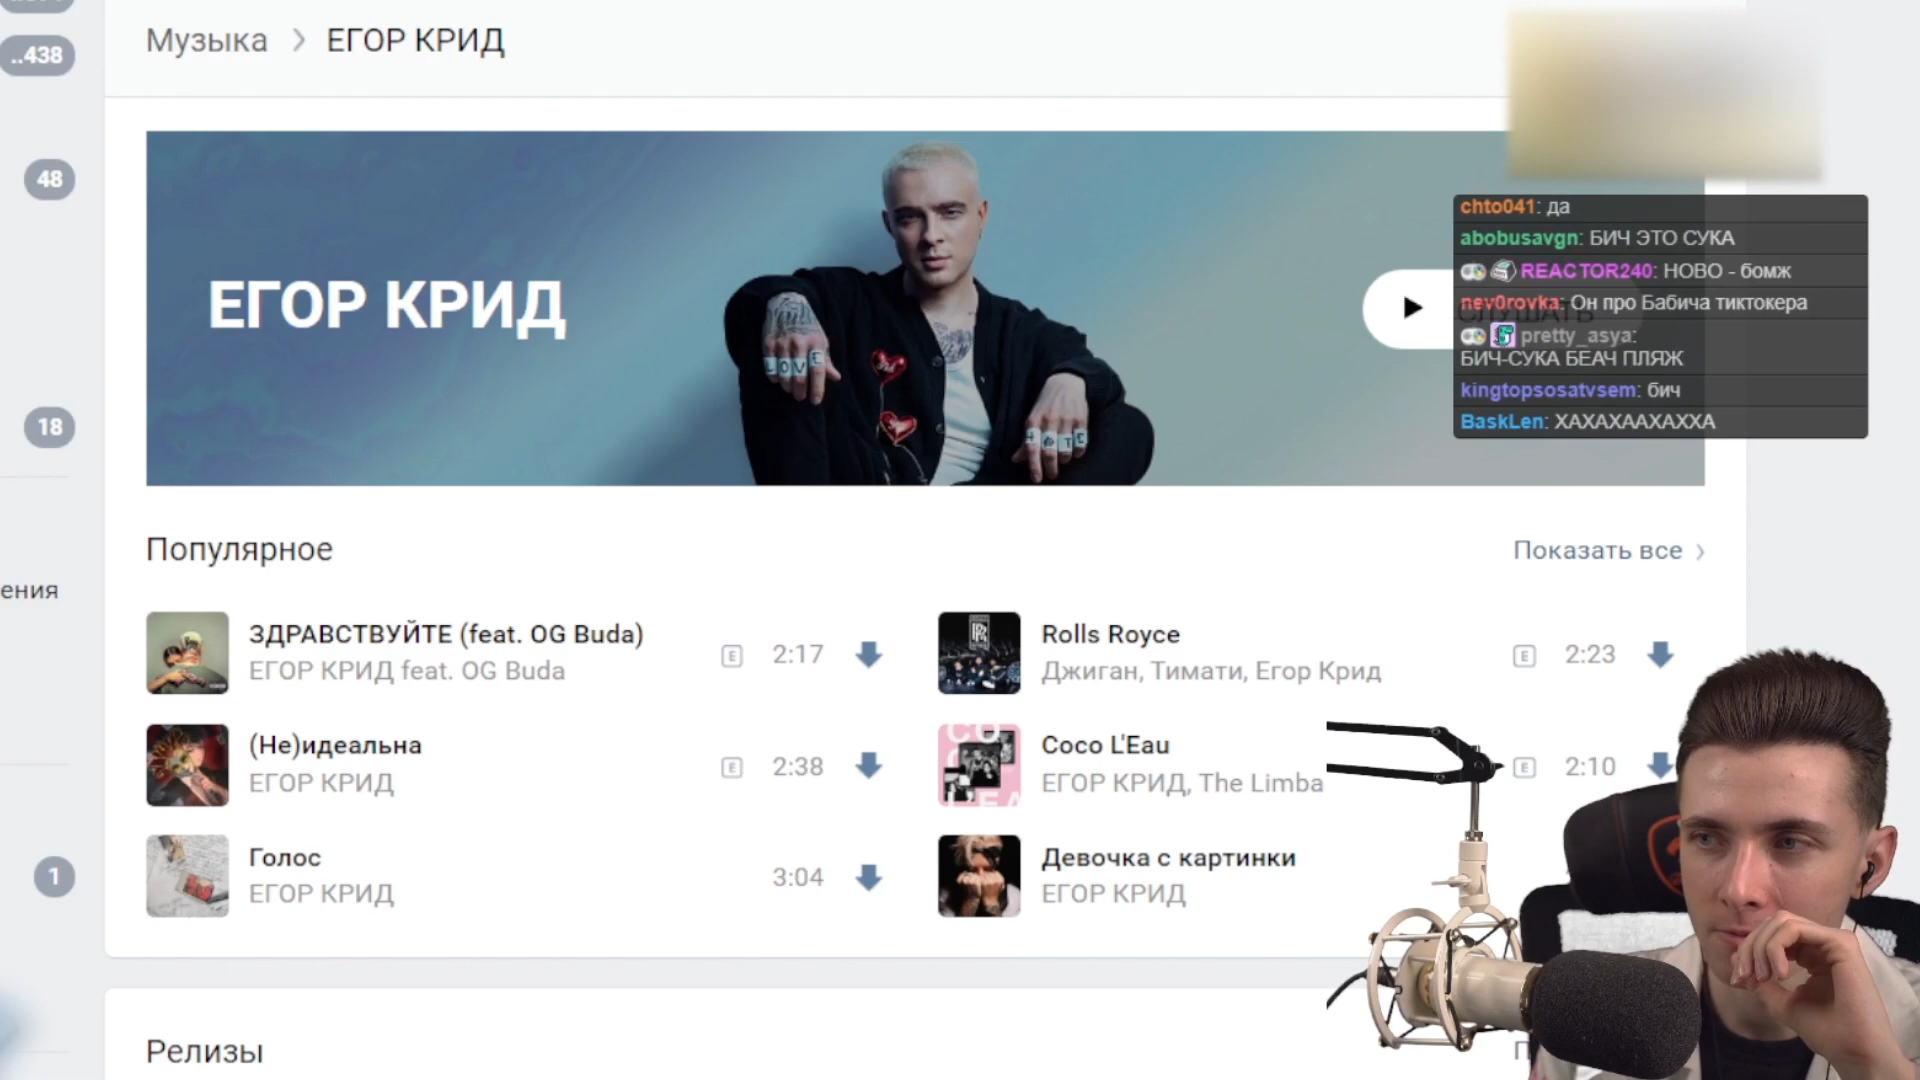 ..438
Музыка
ЕГОР КРИД
48
ЕГОР КРИД
LOVE
HATE
chto041: да
abobusavgn: БИЧ ЭТО СУКА
REACTOR240: НОВО - бомж
nev0rovka: Он про Бабича тиктокера
СЛУШАТЬ
pretty_asya:
БИЧ-СУКА БЕАЧ ПЛЯЖ
kingtopsosatvsem: бич
BaskLen: ХАХАХААХАХХА
18
Популярное
Показать все
ения
ЗДРАВСТВУЙТЕ (feat. OG Buda)
ЕГОР КРИД feat. OG Buda
E 2:17
Rolls Royce
Джиган, Тимати, Егор Крид
E 2:23
(Не)идеальна
ЕГОР КРИД
E 2:38
Coco L'Eau
ЕГОР КРИД, The Limba
E 2:10
1
Голос
ЕГОР КРИД
3:04
Девочка с картинки
ЕГОР КРИД
Релизы